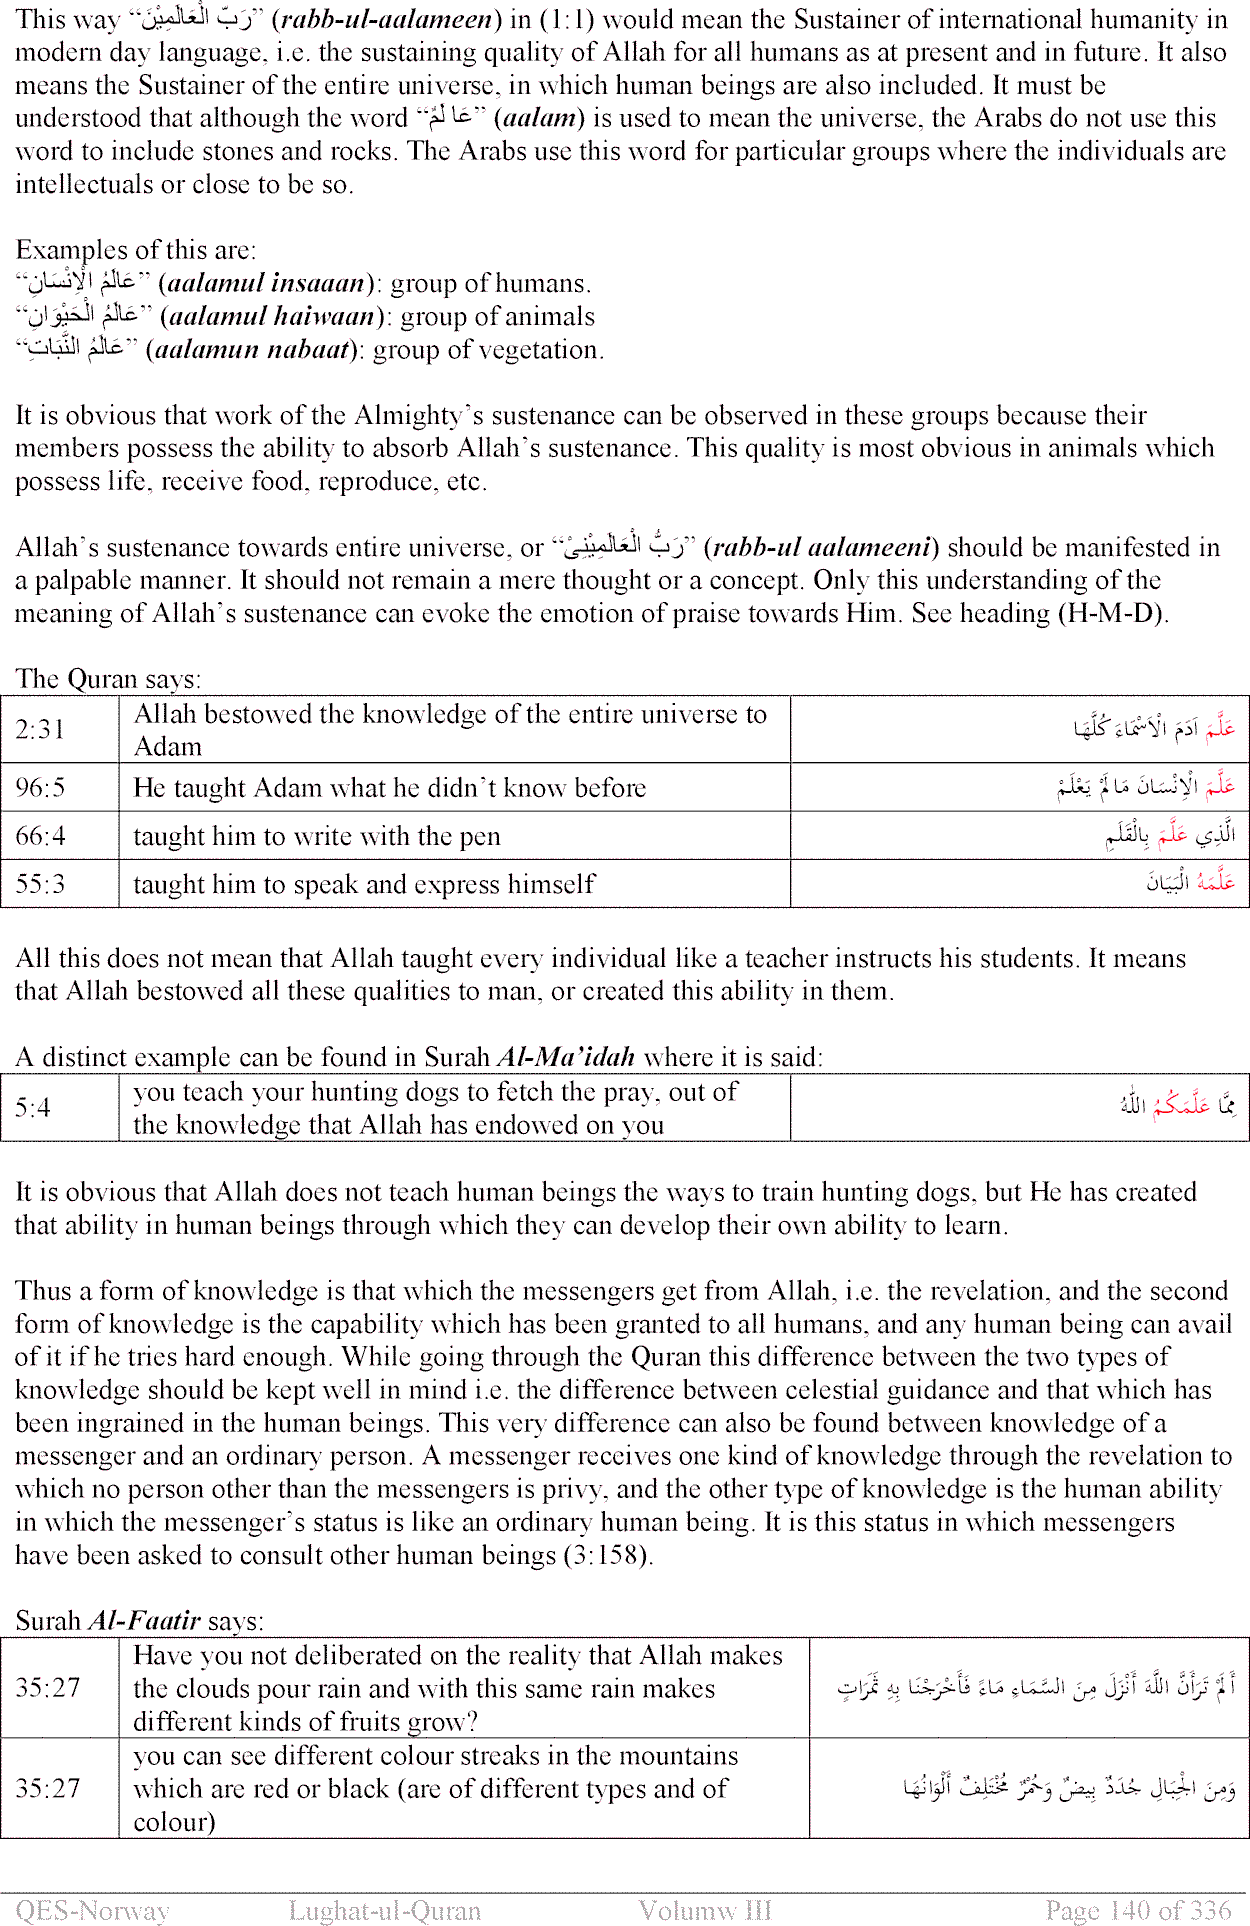 This way “رَبّ الْعَالَمِيْنَ” (rabb-ul-aalameen) in (1:1) would mean the Sustainer of international humanity in
modern day language, i.e. the sustaining quality of Allah for all humans as at present and in future. It also
means the Sustainer of the entire universe, in which human beings are also included. It must be
understood that although the word “عَا لَمٌ” (aalam) is used to mean the universe, the Arabs do not use this
word to include stones and rocks. The Arabs use this word for particular groups where the individuals are
intellectuals or close to be so.
Examples of this are:
“عَالَمُ الْاِنْسَانِ” (aalamul insaaan): group of humans.
“عَالَمُ الْحَيْوَانِ” (aalamul haiwaan): group of animals
“عَالَمُ النَّبَاتِ” (aalamun nabaat): group of vegetation.
It is obvious that work of the Almighty’s sustenance can be observed in these groups because their
members possess the ability to absorb Allah’s sustenance. This quality is most obvious in animals which
possess life, receive food, reproduce, etc.
Allah’s sustenance towards entire universe, or “رَبُّ الْعَالَمِيْنِىْ” (rabb-ul aalameeni) should be manifested in
a palpable manner. It should not remain a mere thought or a concept. Only this understanding of the
meaning of Allah’s sustenance can evoke the emotion of praise towards Him. See heading (H-M-D).
The Quran says:
2:31 Allah bestowed the knowledge of the entire universe to
Adam عَلَّمَ اَدَمَ الْاَسْمَاءَ كُلَّهَا
96:5 He taught Adam what he didn’t know before عَلَّمَ الْاِنْسَانَ مَا لَمْ يَعْلَمْ
66:4 taught him to write with the pen الَّذِي عَلَّمَ بِالْقَلَمِ
55:3 taught him to speak and express himself عَلَّمَهُ الْبَيَانَ
All this does not mean that Allah taught every individual like a teacher instructs his students. It means
that Allah bestowed all these qualities to man, or created this ability in them.
A distinct example can be found in Surah Al-Ma’idah where it is said:
5:4 you teach your hunting dogs to fetch the pray, out of
the knowledge that Allah has endowed on you مِمَّا عَلَّمَكُمُ اللّٰهُ
It is obvious that Allah does not teach human beings the ways to train hunting dogs, but He has created
that ability in human beings through which they can develop their own ability to learn.
Thus a form of knowledge is that which the messengers get from Allah, i.e. the revelation, and the second
form of knowledge is the capability which has been granted to all humans, and any human being can avail
of it if he tries hard enough. While going through the Quran this difference between the two types of
knowledge should be kept well in mind i.e. the difference between celestial guidance and that which has
been ingrained in the human beings. This very difference can also be found between knowledge of a
messenger and an ordinary person. A messenger receives one kind of knowledge through the revelation to
which no person other than the messengers is privy, and the other type of knowledge is the human ability
in which the messenger’s status is like an ordinary human being. It is this status in which messengers
have been asked to consult other human beings (3:158).
Surah Al-Faatir says:
35:27 Have you not deliberated on the reality that Allah makes
the clouds pour rain and with this same rain makes
different kinds of fruits grow? أَلَمْ تَرَأَنَّ اللَّهَ أَنْزَلَ مِنَ السَّمَاءِ مَاءً فَأَخْرَجْنَا بِهِ ثَمَرَاتٍ
35:27 you can see different colour streaks in the mountains
which are red or black (are of different types and of
colour) وَمِنَ الْجِبَالِ جُدَدٌ بِيضٌ وَحُمْرٌ مُخْتَلِفٌ أَلْوَانُهَا
QES-Norway Lughat-ul-Quran Volumw III Page 140 of 336